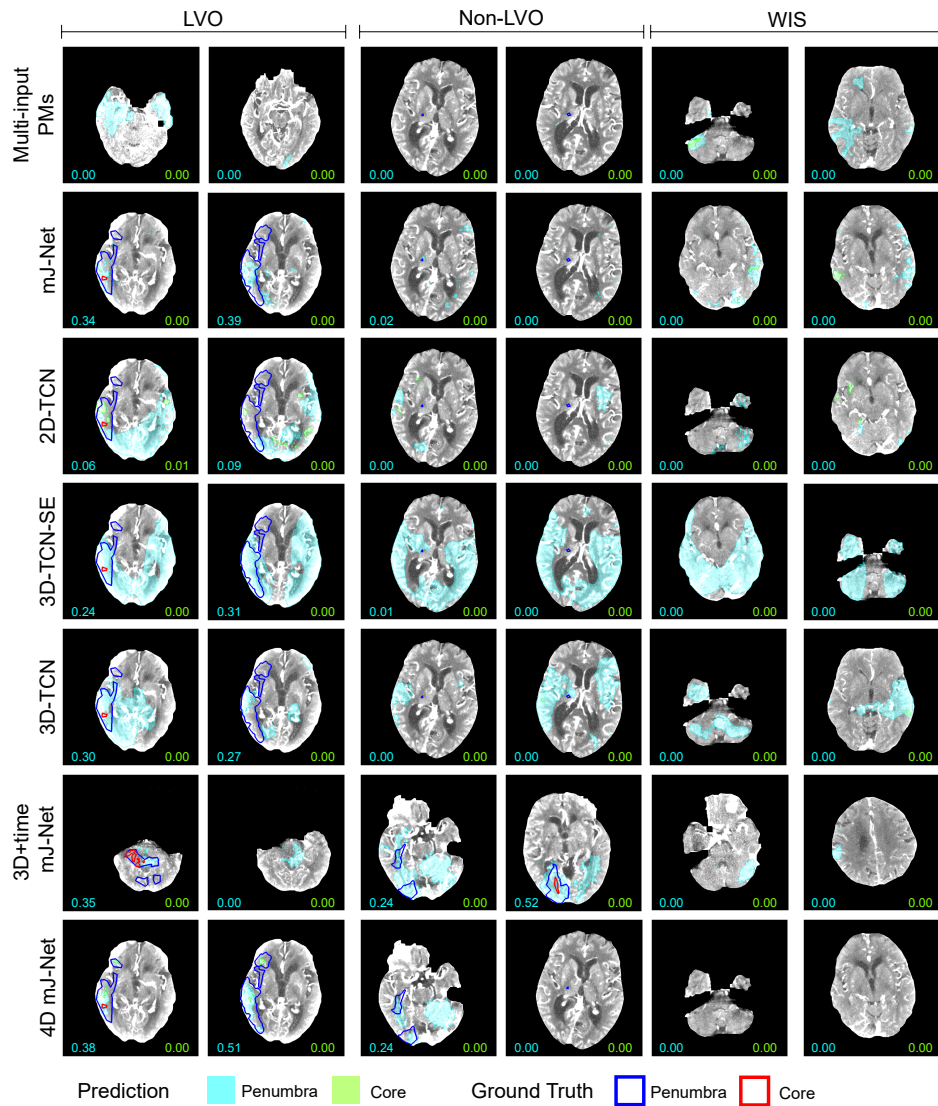 LVO Non-LVO WIS
Multi-input PMs
0.00 0.00 0.00 0.00 0.00 0.00 0.00 0.00 0.00 0.00 0.00 0.00
mJ-Net
0.34 0.00 0.39 0.00 0.02 0.00 0.00 0.00 0.00 0.00 0.00 0.00
2D-TCN
0.06 0.01 0.09 0.00 0.00 0.00 0.00 0.00 0.00 0.00 0.00 0.00
3D-TCN-SE
0.24 0.00 0.31 0.00 0.01 0.00 0.00 0.00 0.00 0.00 0.00 0.00
3D-TCN
0.30 0.00 0.27 0.00 0.00 0.00 0.00 0.00 0.00 0.00 0.00 0.00
3D+time mJ-Net
0.35 0.00 0.00 0.00 0.24 0.00 0.52 0.00 0.00 0.00 0.00 0.00
4D mJ-Net
0.38 0.00 0.51 0.00 0.24 0.00 0.00 0.00 0.00 0.00 0.00 0.00
Prediction Penumbra Core Ground Truth Penumbra Core